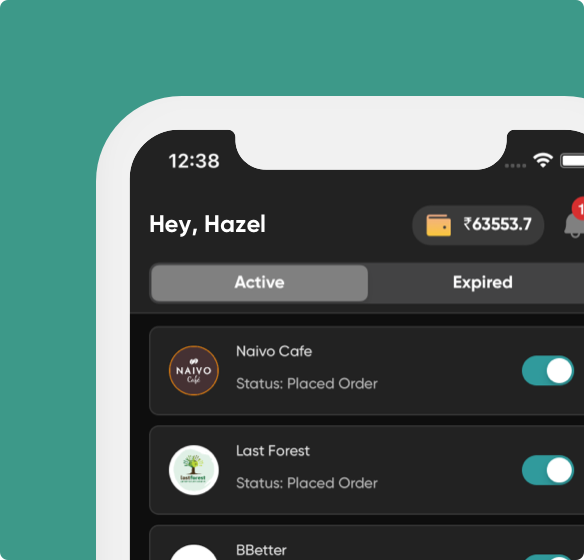 12:38
Hey, Hazel
₹63553.7
1
Active
Expired
Naivo Cafe
NAIVO
Café
Status: Placed Order
Last Forest
lastforest
Status: Placed Order
BBetter